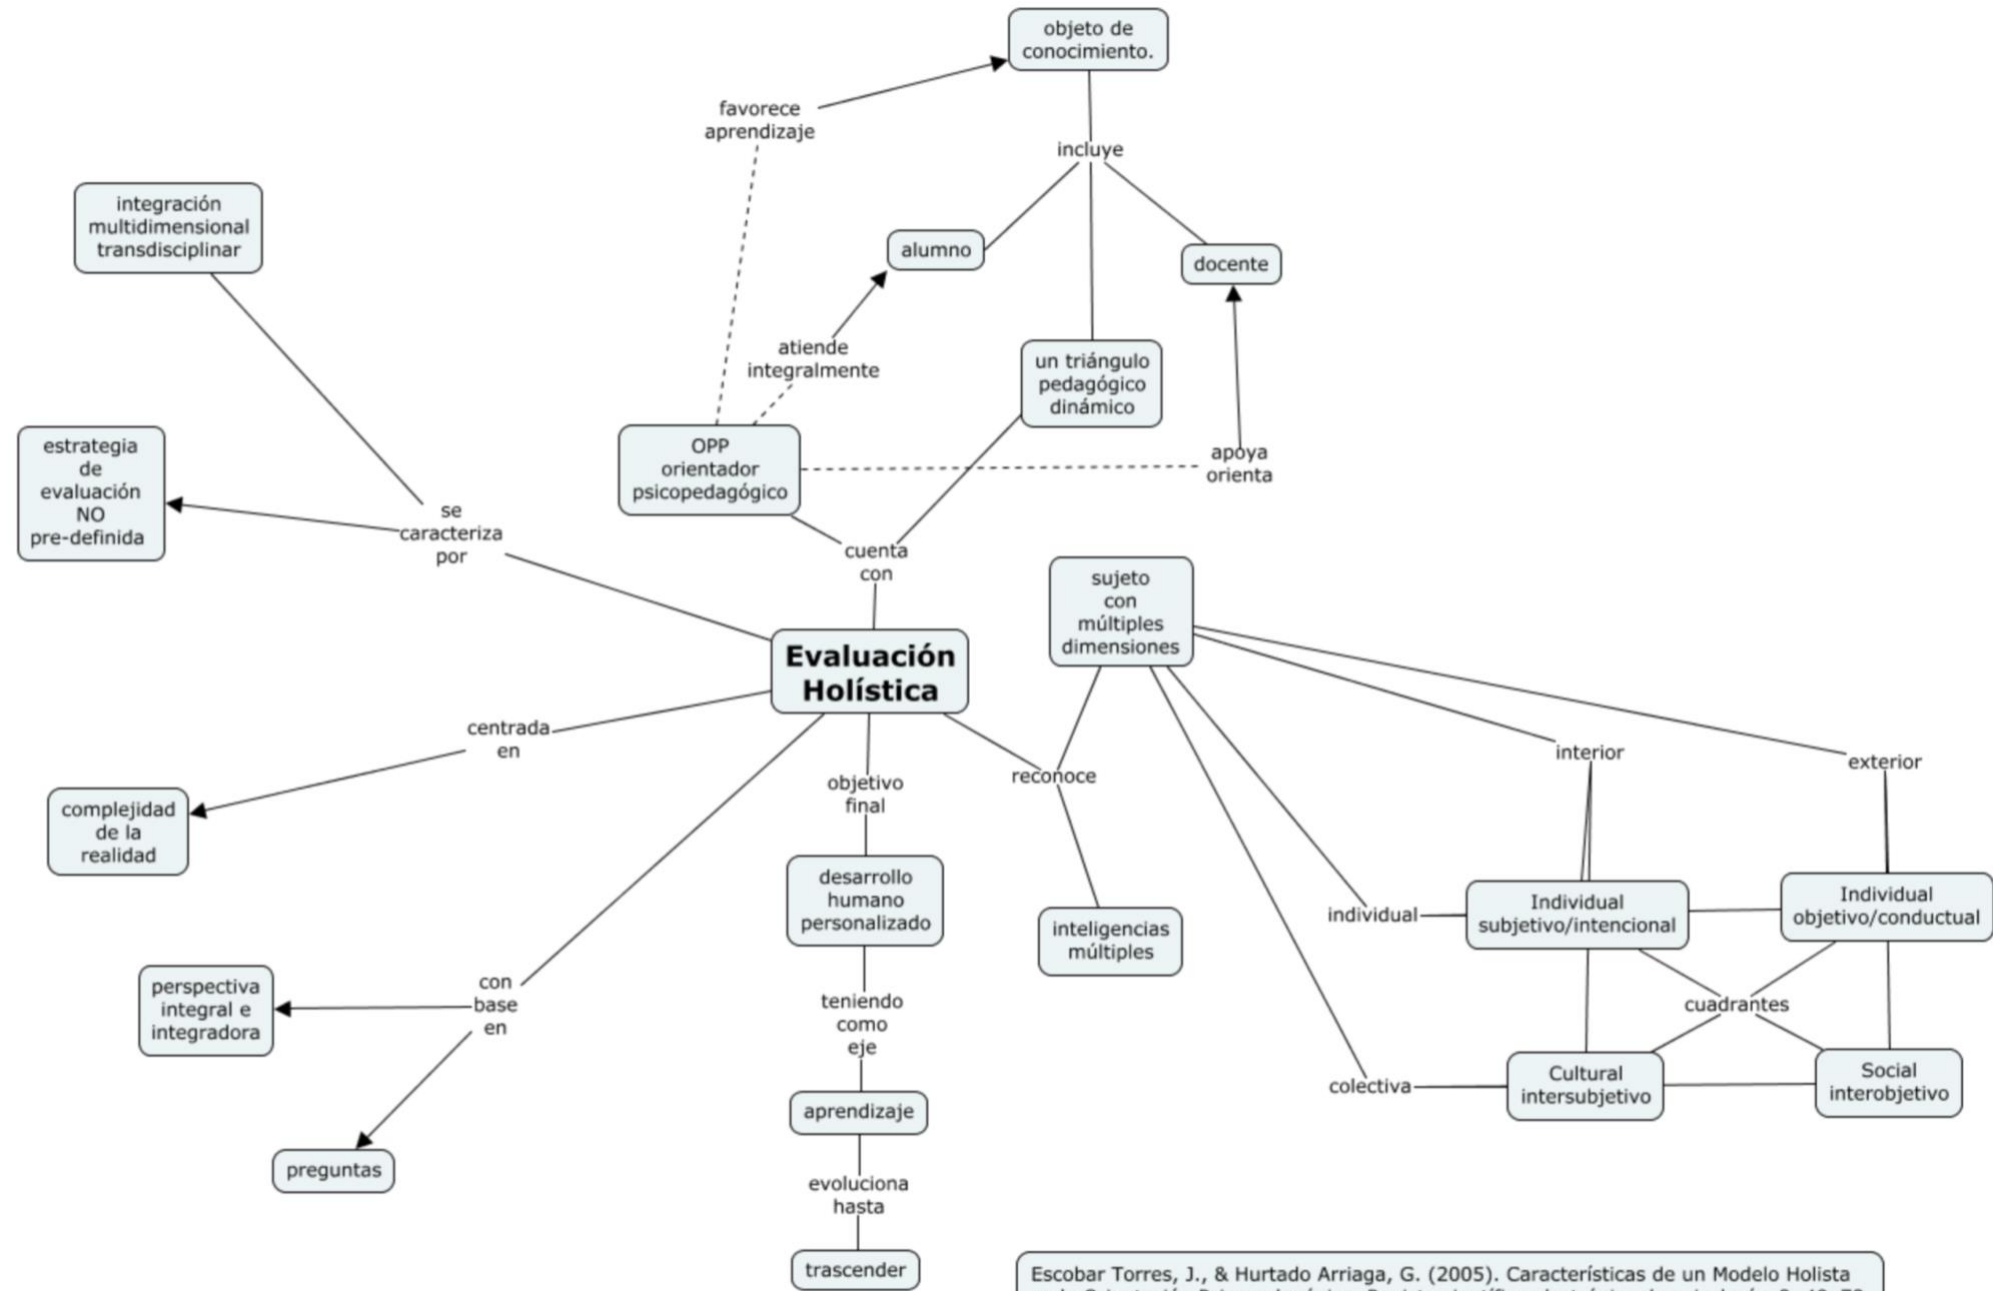 objeto de
conocimiento.
favorece
aprendizaje
incluye
integración
multidimensional
transdisciplinar
alumno
docente
atiende
integralmente
un triángulo
pedagógico
dinámico
estrategia
de
evaluación
NO
pre-definida
OPP
orientador
psicopedagógico
apoya
orienta
se
caracteriza
por
cuenta
con
sujeto
con
múltiples
dimensiones
Evaluación
Holística
centrada
en
interior
exterior
objetivo
final
reconoce
complejidad
de la
realidad
desarrollo
humano
personalizado
inteligencias
múltiples
individual
Individual
subjetivo/intencional
Individual
objetivo/conductual
perspectiva
integral e
integradora
con
base
en
teniendo
como
eje
cuadrantes
colectiva
Cultural
intersubjetivo
Social
interobjetivo
aprendizaje
preguntas
evoluciona
hasta
trascender
Escobar Torres, J., & Hurtado Arriaga, G. (2005). Características de un Modelo Holista